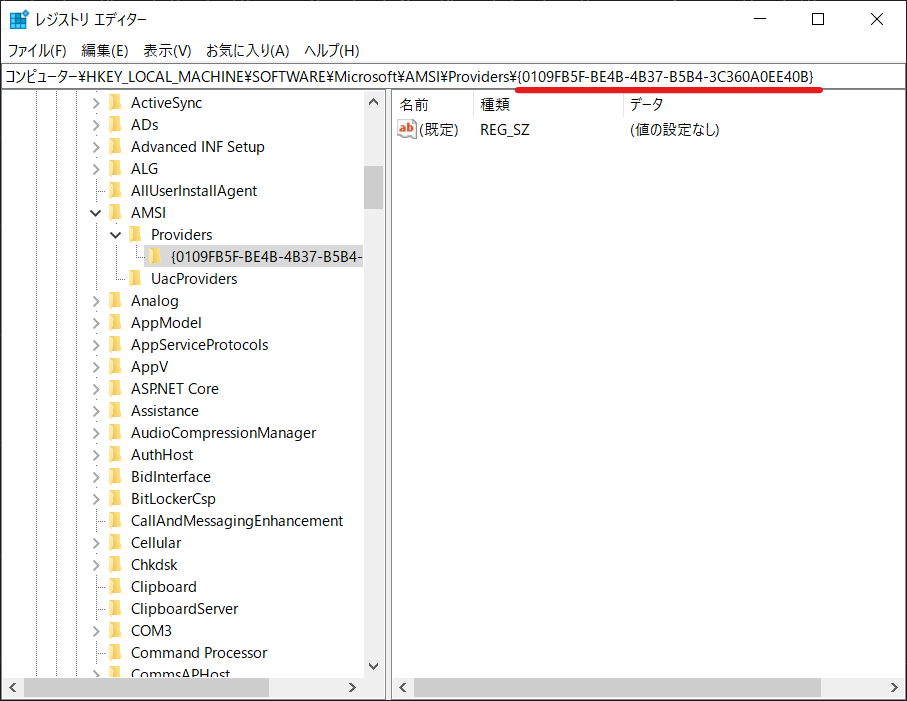 レジストリ エディター
ファイル(F) 編集(E) 表示(V) お気に入り(A) ヘルプ(H)
コンピューター¥HKEY_LOCAL_MACHINE¥SOFTWARE¥Microsoft¥AMSI¥Providers¥{0109FB5F-BE4B-4B37-B5B4-3C360A0EE40B}
名前 種類 データ
ab (既定) REG_SZ (値の設定なし)
ActiveSync
ADs
Advanced INF Setup
ALG
AllUserInstallAgent
AMSI
Providers
{0109FB5F-BE4B-4B37-B5B4-
UacProviders
Analog
AppModel
AppServiceProtocols
AppV
ASP.NET Core
Assistance
AudioCompressionManager
AuthHost
BidInterface
BitLockerCsp
CallAndMessagingEnhancement
Cellular
Chkdsk
Clipboard
ClipboardServer
COM3
Command Processor
CommsAPHost